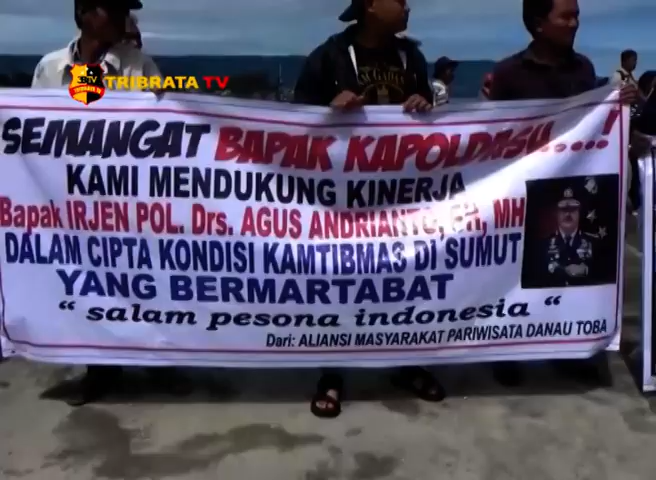 TRIBRATA TV
SEMANGAT BAPAK KAPOLDASU....!
KAMI MENDUKUNG KINERJA
Bapak IRJEN POL. Drs. AGUS ANDRIANTO, SH, MH
DALAM CIPTA KONDISI KAMTIBMAS DI SUMUT
YANG BERMARTABAT
“ salam pesona indonesia “
Dari: ALIANSI MASYARAKAT PARIWISATA DANAU TOBA